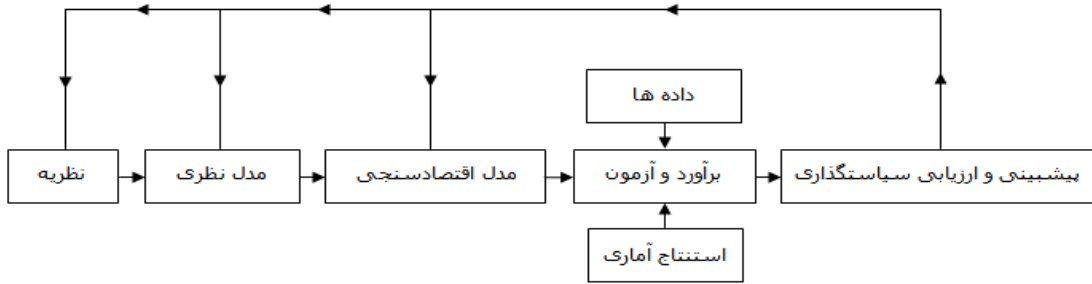 داده ها
نظریه
مدل نظری
مدل اقتصادسنجی
برآورد و آزمون
پیشبینی و ارزیابی سیاستگذاری
استنتاج آماری